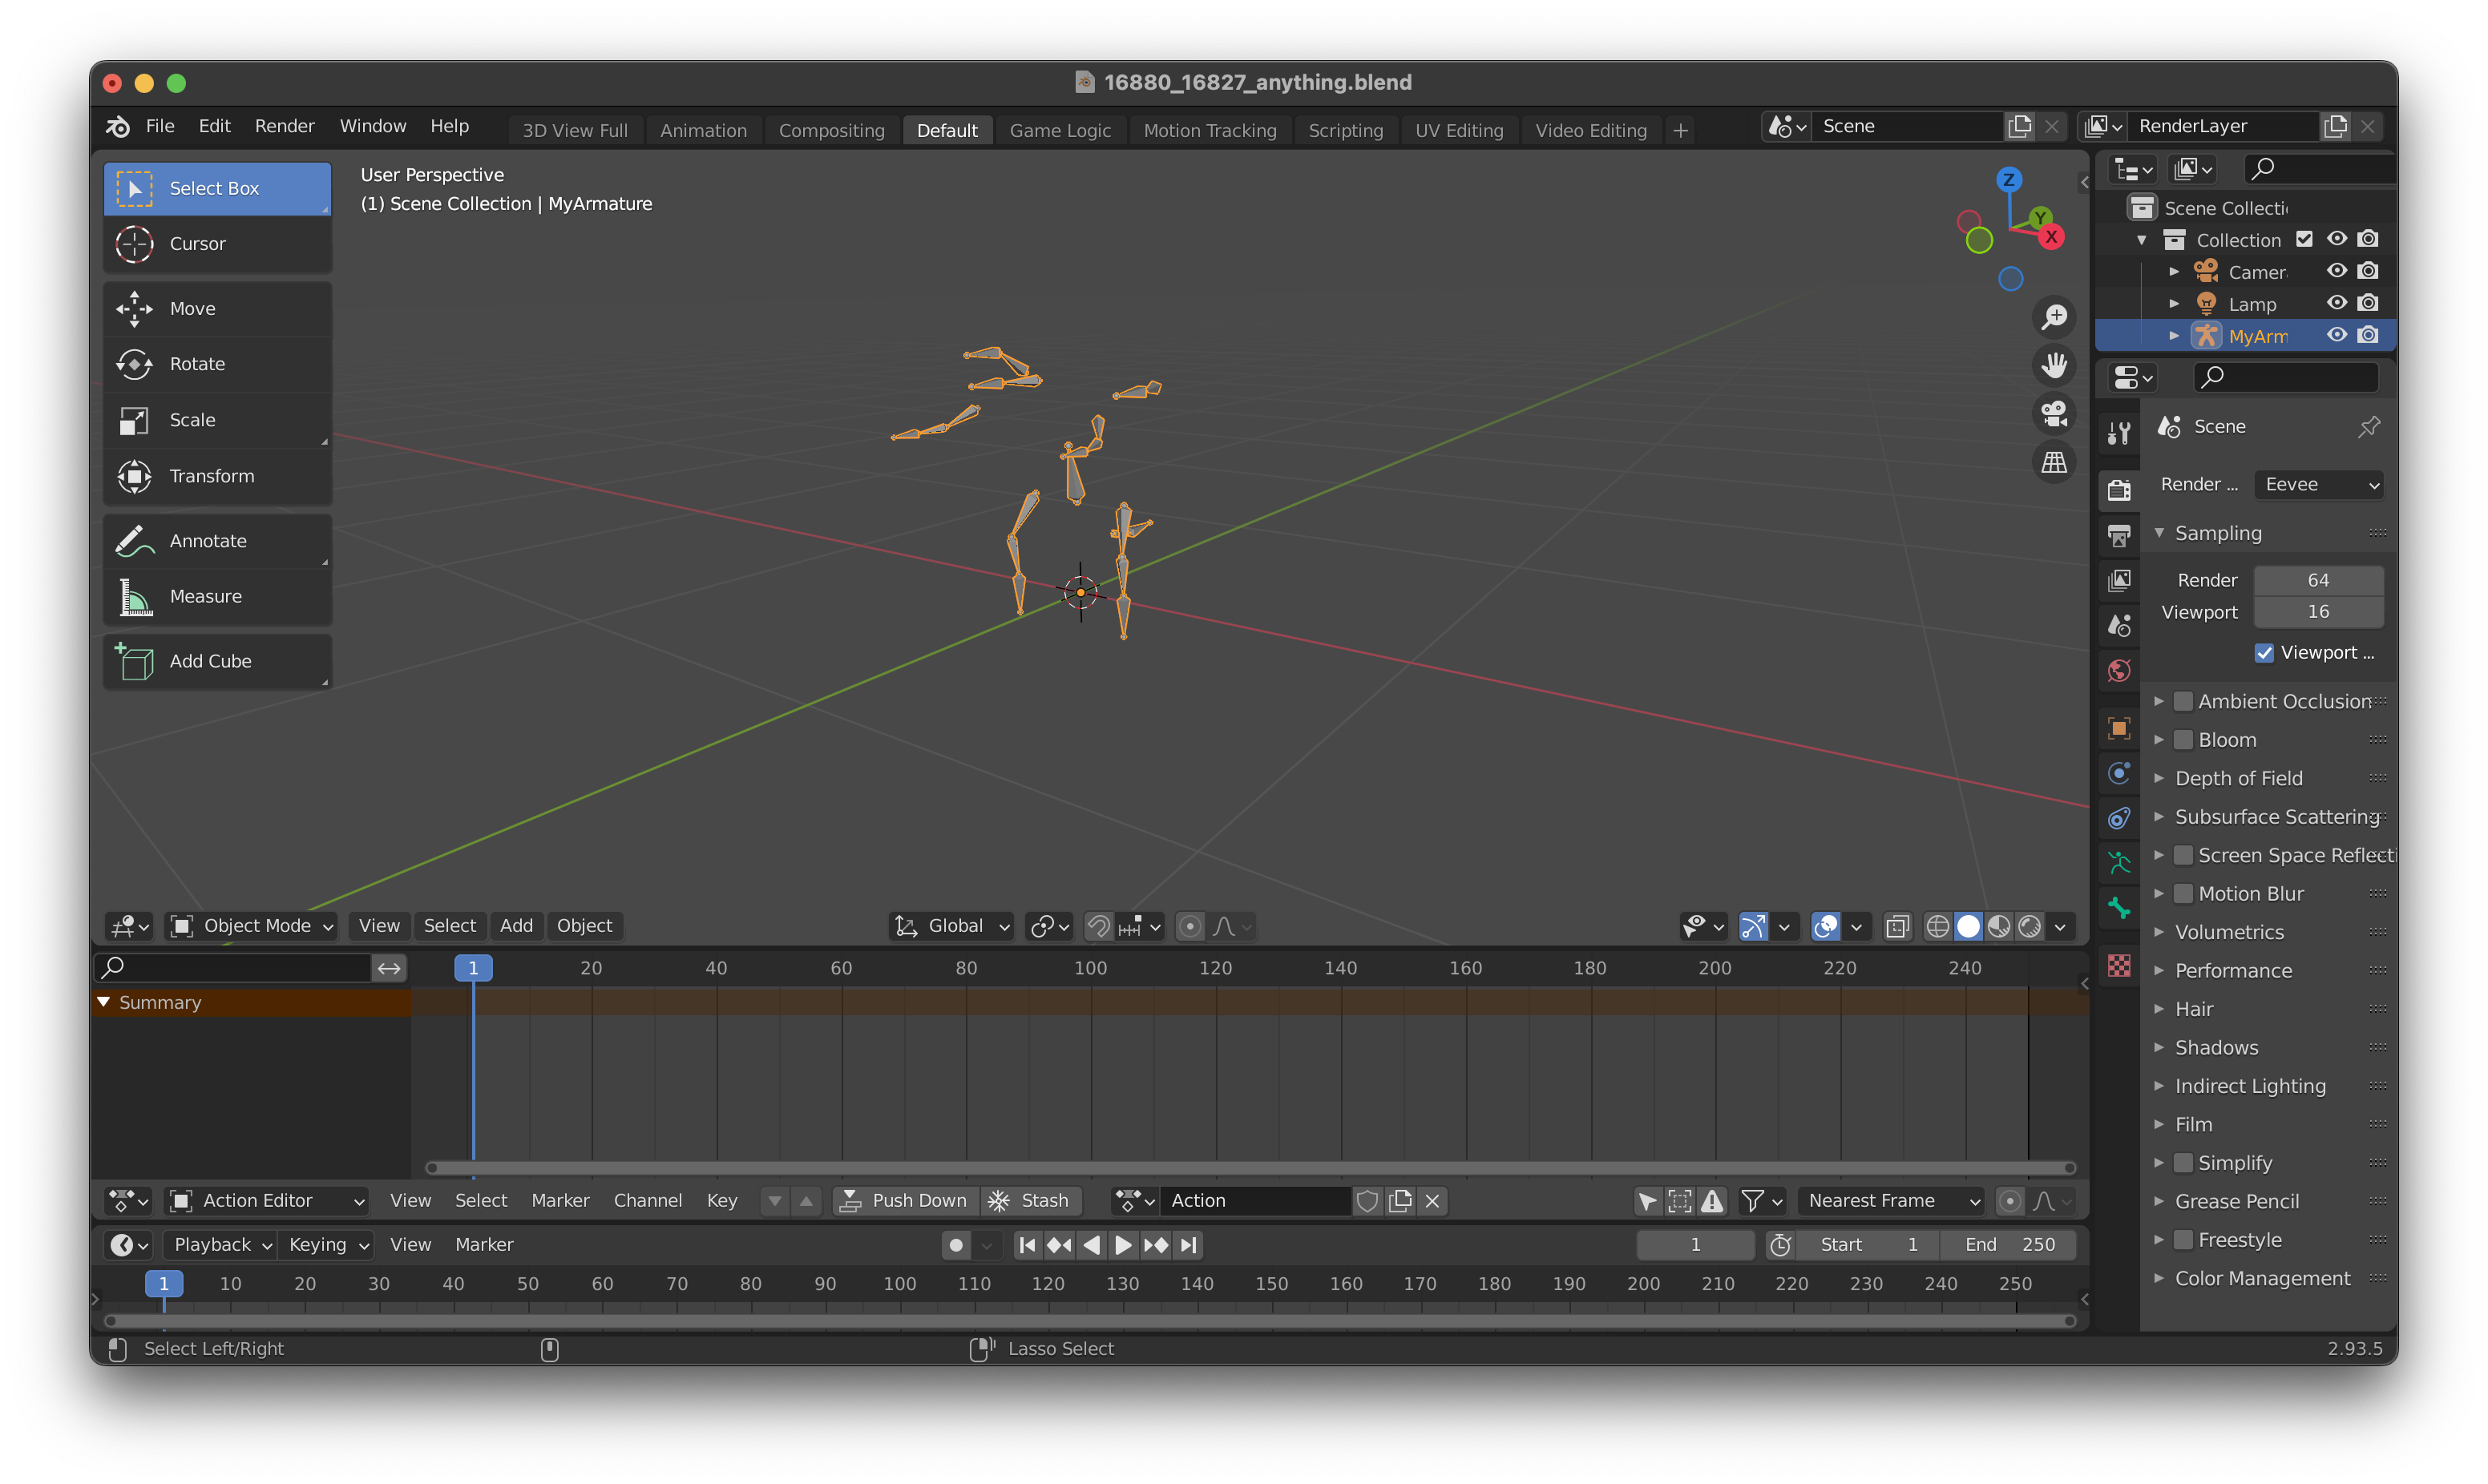 16880_16827_anything.blend
File Edit Render Window Help 3D View Full Animation Compositing Default Game Logic Motion Tracking Scripting UV Editing Video Editing + Scene RenderLayer
User Perspective
(1) Scene Collection | MyArmature
Select Box
Cursor
Move
Rotate
Scale
Transform
Annotate
Measure
Add Cube
Z
Y
X
Scene Collecti
Collection
Camer
Lamp
MyArm
Scene
Render ... Eevee
Sampling
Render 64
Viewport 16
Viewport ...
Ambient Occlusion
Bloom
Depth of Field
Subsurface Scattering
Screen Space Reflecti
Motion Blur
Volumetrics
Performance
Hair
Shadows
Indirect Lighting
Film
Simplify
Grease Pencil
Freestyle
Color Management
Object Mode View Select Add Object Global
1 20 40 60 80 100 120 140 160 180 200 220 240
Summary
Action Editor View Select Marker Channel Key Push Down Stash Action Nearest Frame
Playback Keying View Marker 1 Start 1 End 250
1 10 20 30 40 50 60 70 80 90 100 110 120 130 140 150 160 170 180 190 200 210 220 230 240 250
Select Left/Right Lasso Select 2.93.5